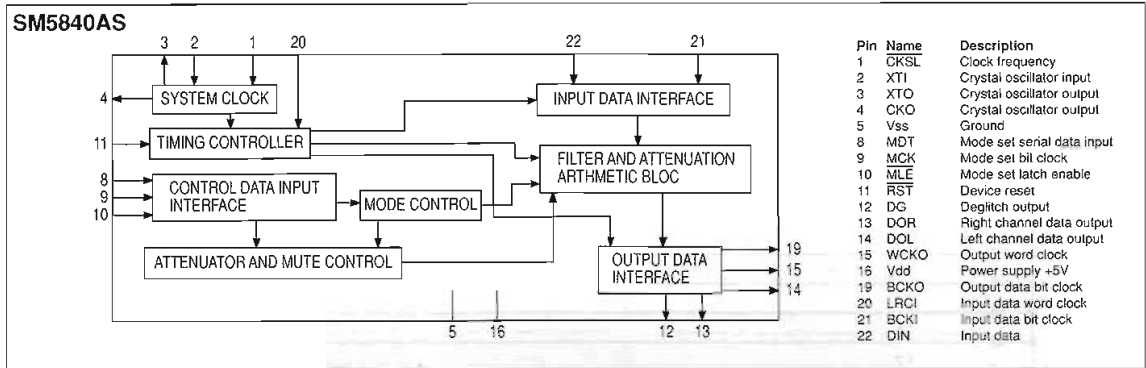 SM5840AS
3 2 1 20 22 21
4 SYSTEM CLOCK INPUT DATA INTERFACE
11 TIMING CONTROLLER
FILTER AND ATTENUATION
ARITHMETIC BLOC
8 CONTROL DATA INPUT
9 INTERFACE MODE CONTROL
10
ATTENUATOR AND MUTE CONTROL
OUTPUT DATA
INTERFACE
19
15
14
5 16 12 13
Pin Name Description
1 CKSL Clock frequency
2 XTI Crystal oscillator input
3 XTO Crystal oscillator output
4 CKO Crystal oscillator output
5 Vss Ground
8 MDT Mode set serial data input
9 MCK Mode set bil clock
10 MLE Mode set latch enable
11 RST Device reset
12 DG Deglitch output
13 DOR Right channel data output
14 DOL Left channel data output
15 WCKO Output word clock
16 Vdd Power supply +5V
19 BCKO Output data bit clock
20 LRCI Input data word clock
21 BCKI Input data bit clock
22 DIN Input data